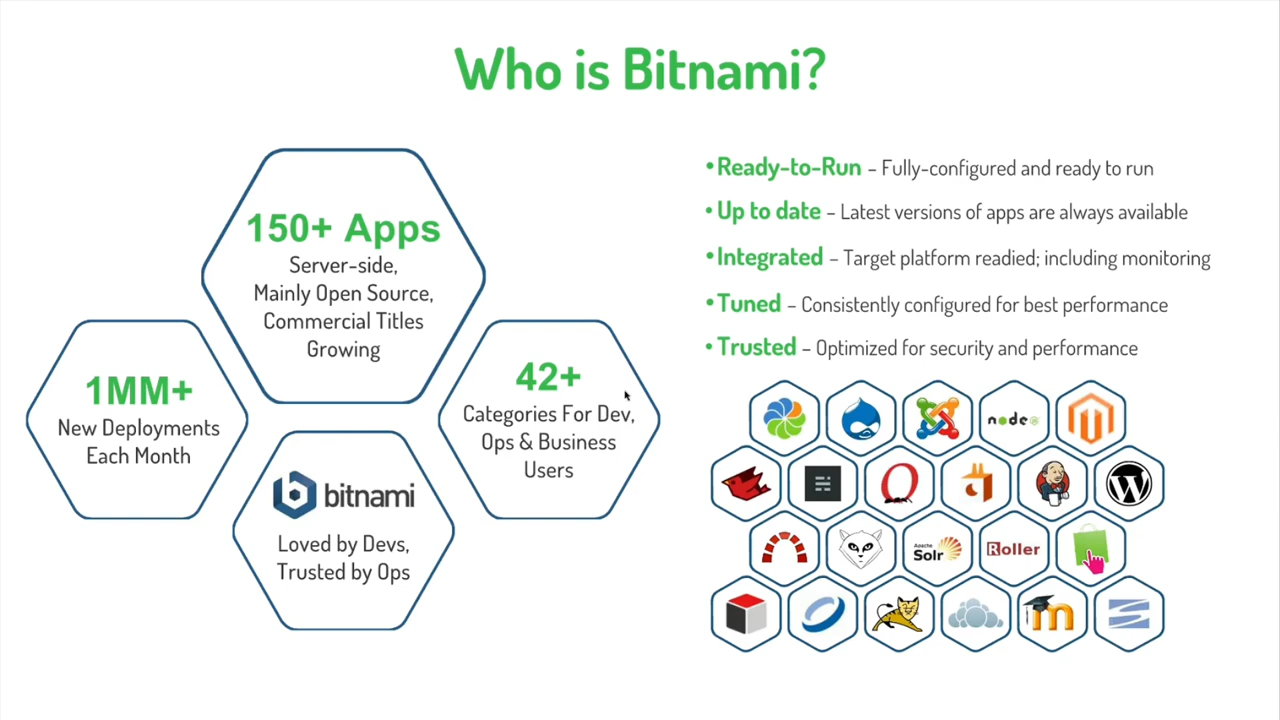 Who is Bitnami?
150+ Apps
Server-side,
Mainly Open Source,
Commercial Titles
Growing
1MM+
New Deployments
Each Month
42+
Categories For Dev,
Ops & Business
Users
bitnami
Loved by Devs,
Trusted by Ops
•Ready-to-Run – Fully-configured and ready to run
•Up to date – Latest versions of apps are always available
•Integrated – Target platform readied; including monitoring
•Tuned – Consistently configured for best performance
•Trusted – Optimized for security and performance
node
Apache
Solr
Roller